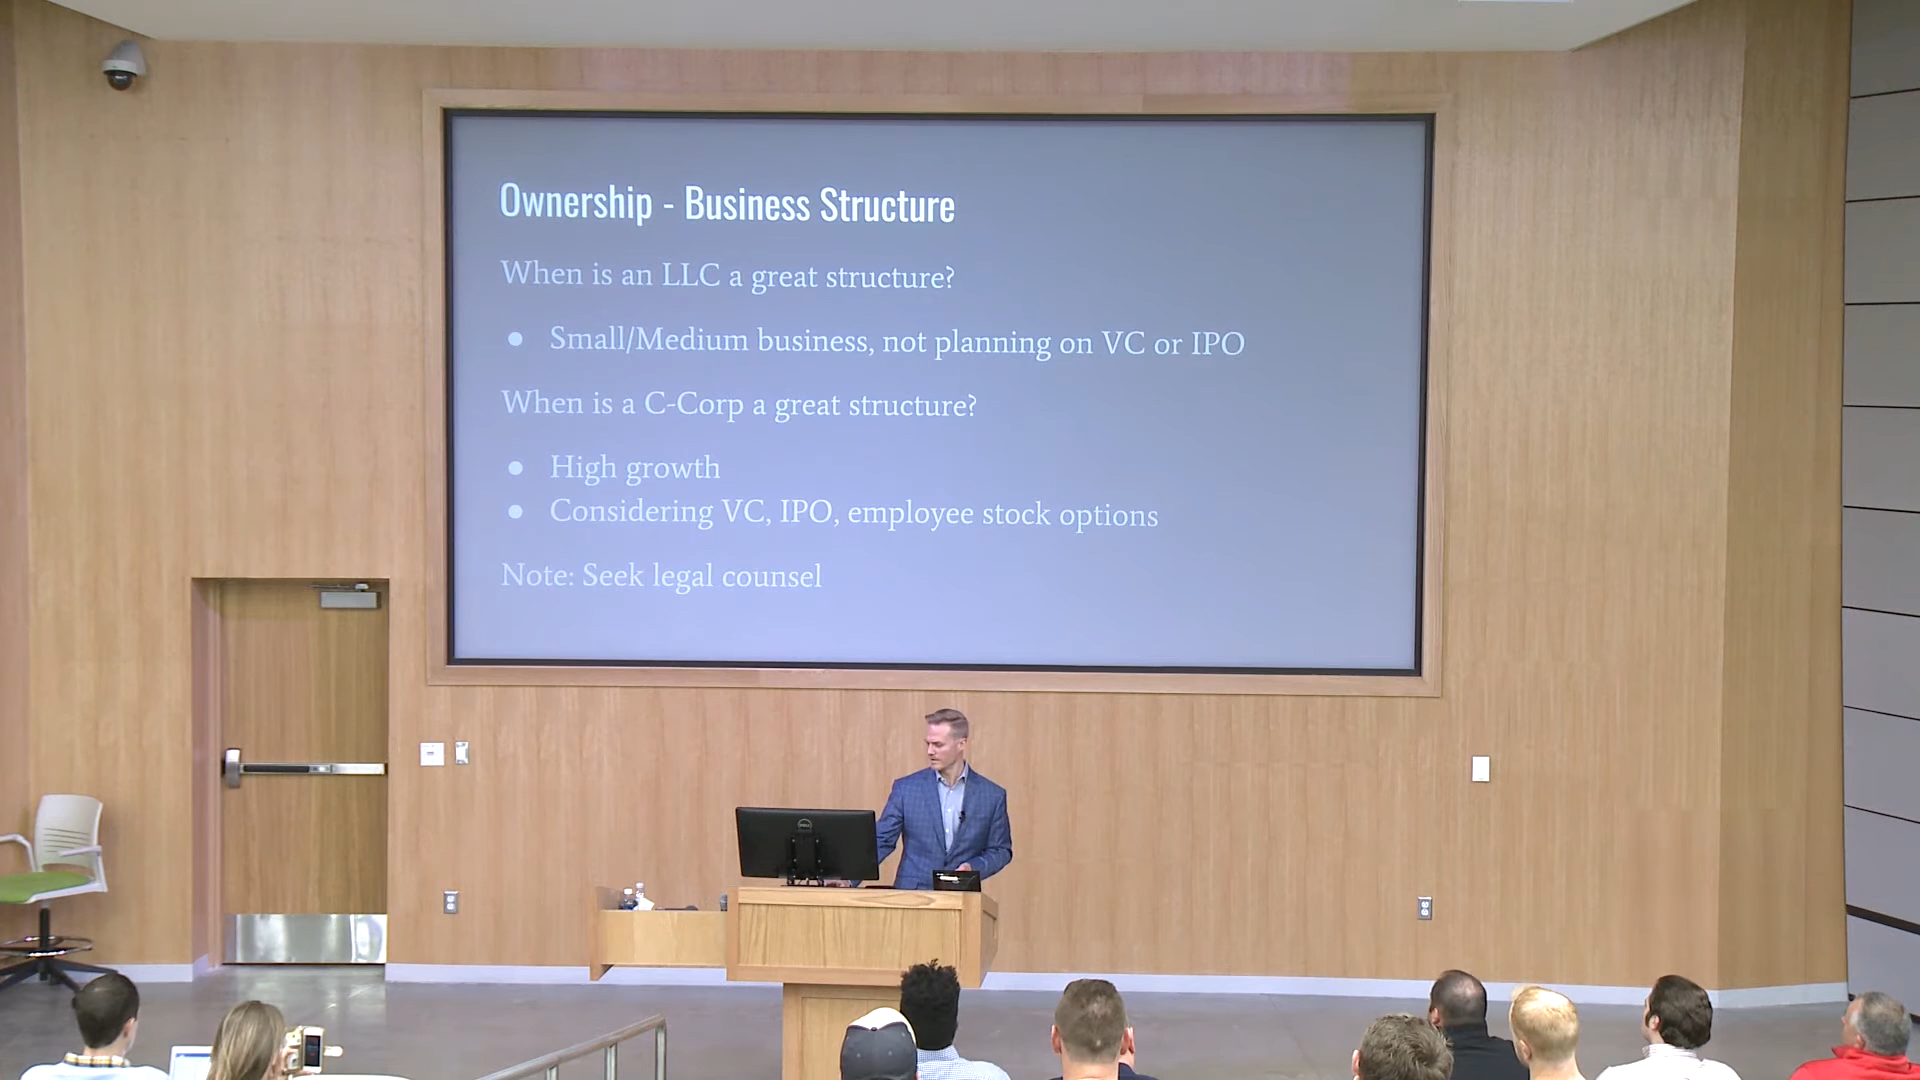 Ownership - Business Structure
When is an LLC a great structure?
● Small/Medium business, not planning on VC or IPO
When is a C-Corp a great structure?
● High growth
● Considering VC, IPO, employee stock options
Note: Seek legal counsel
DELL